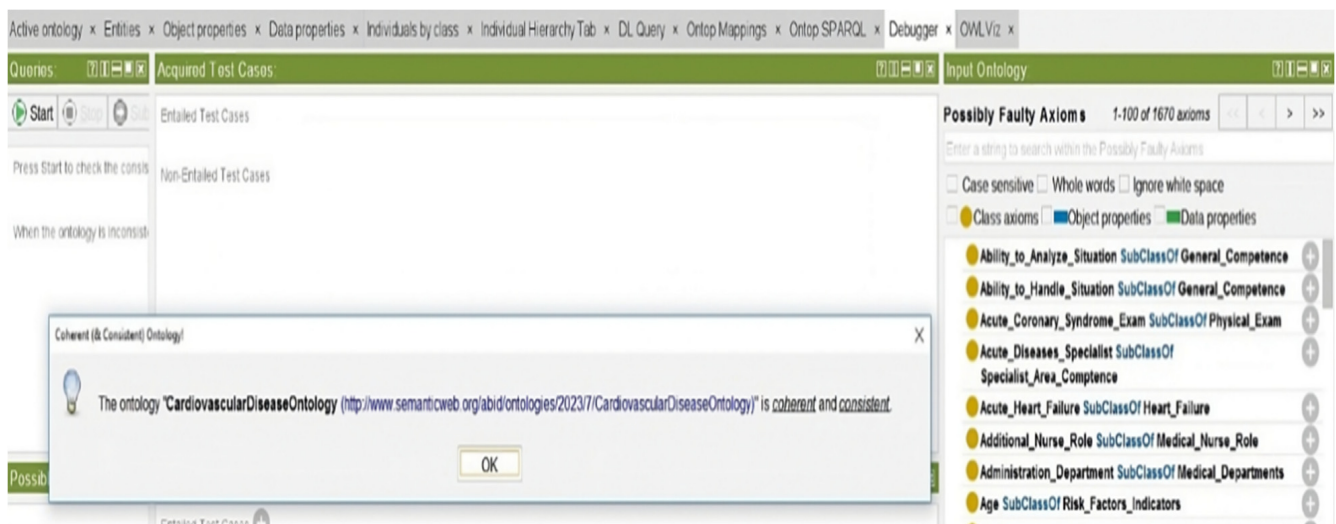 Active ontology × Entities × Object properties × Data properties × Individuals by class × Individual Hierarchy Tab × DL Query × Ontop Mappings × Ontop SPARQL × Debugger × OWLViz ×
Queries:
Acquired Test Cases:
Input Ontology
Start Stop
Entailed Test Cases
Possibly Faulty Axioms 1-100 of 1670 axioms << < > >>
Enter a string to search within the Possibly Faulty Axioms
Press Start to check the consis
Non-Entailed Test Cases
Case sensitive Whole words Ignore white space
Class axioms Object properties Data properties
When the ontology is inconsist
Ability_to_Analyze_Situation SubClassOf General_Competence
Ability_to_Handle_Situation SubClassOf General_Competence
Acute_Coronary_Syndrome_Exam SubClassOf Physical_Exam
Acute_Diseases_Specialist SubClassOf
Specialist_Area_Comptence
Acute_Heart_Failure SubClassOf Heart_Failure
Additional_Nurse_Role SubClassOf Medical_Nurse_Role
Administration_Department SubClassOf Medical_Departments
Age SubClassOf Risk_Factors_Indicators
Coherent (& Consistent) Ontology!
The ontology "CardiovascularDiseaseOntology (http://www.semanticweb.org/abid/ontologies/2023/7/CardiovascularDiseaseOntology)" is coherent and consistent.
OK
Possib
Entailed Test Cases